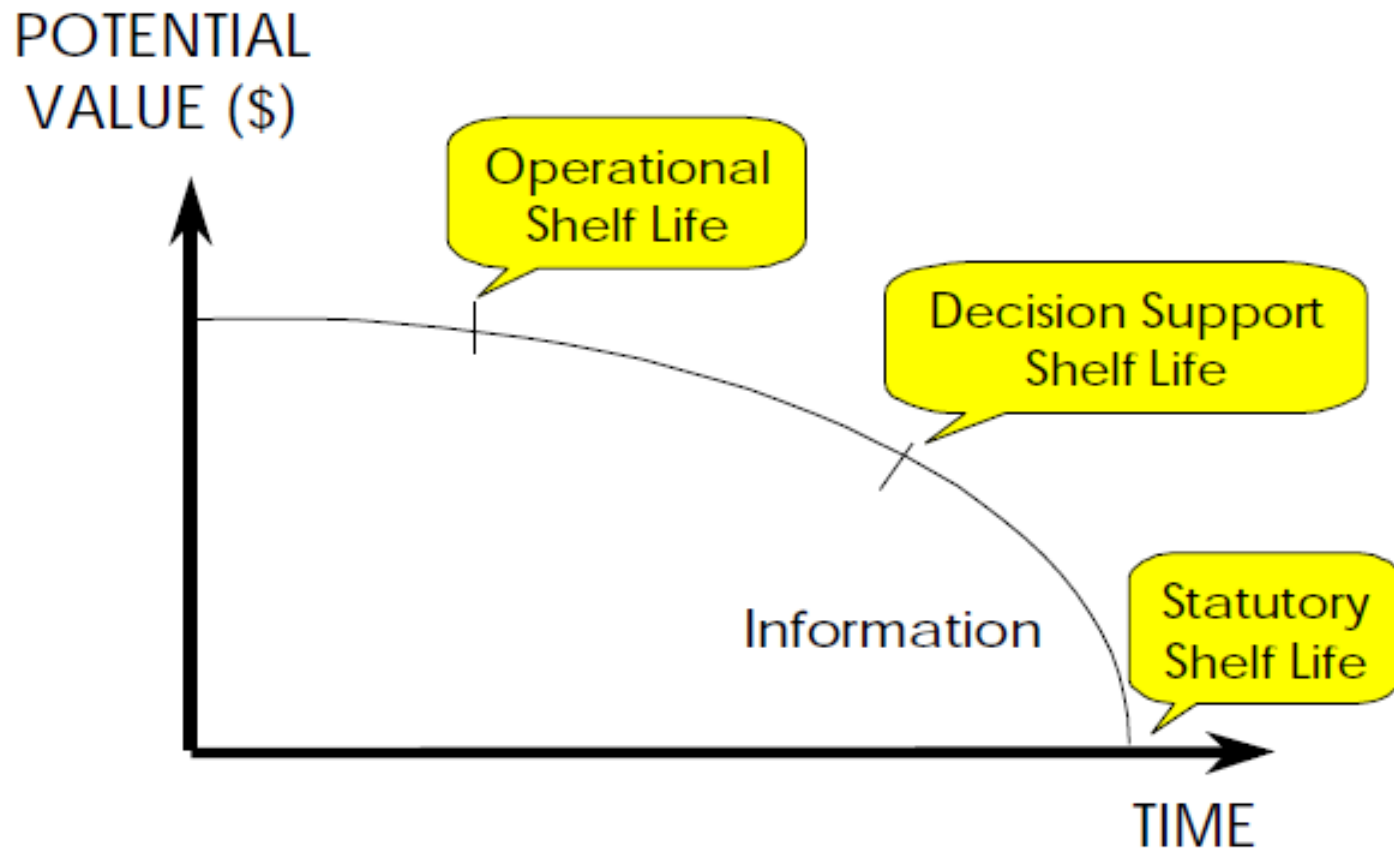 POTENTIAL
VALUE ($)
Operational
Shelf Life
Decision Support
Shelf Life
Information
Statutory
Shelf Life
TIME